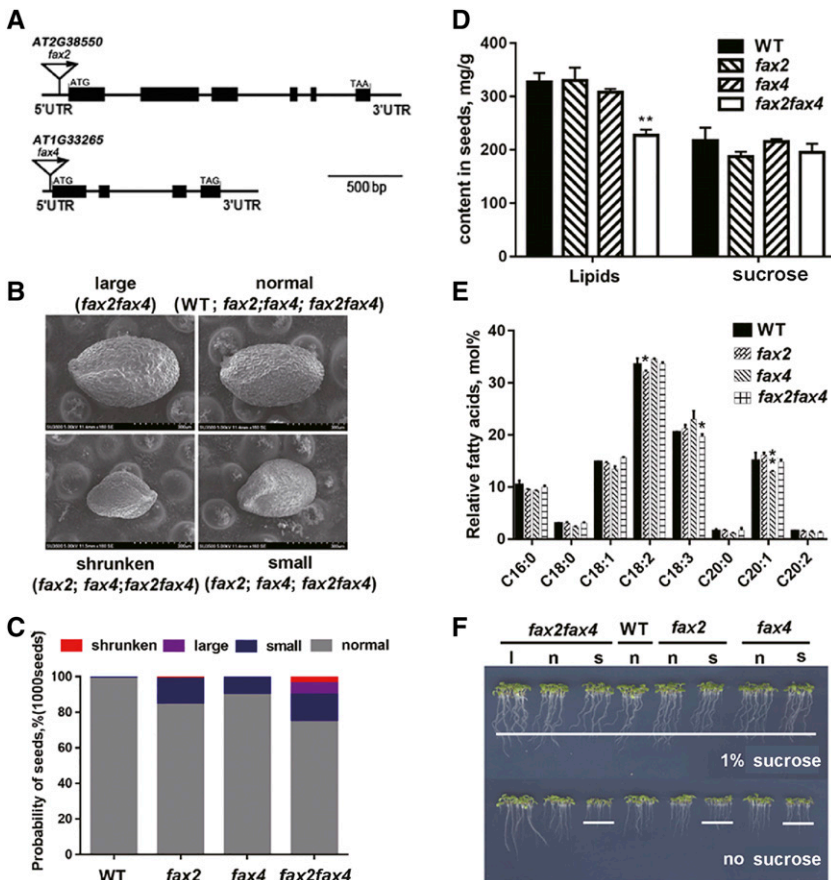 A
AT2G38550
fax2
ATG
TAA
5'UTR
3'UTR
AT1G33265
fax4
ATG
TAG
5'UTR
3'UTR
500 bp
B
large
(fax2fax4)
normal
(WT; fax2;fax4; fax2fax4)
shrunken
(fax2; fax4;fax2fax4)
small
(fax2; fax4; fax2fax4)
C
shrunken large small normal
Probability of seeds,%(1000seeds)
100
80
60
40
20
0
WT fax2 fax4 fax2fax4
D
content in seeds, mg/g
400
300
200
100
0
WT
fax2
fax4
fax2fax4
**
Lipids sucrose
E
Relative fatty acids, mol%
40
30
20
10
0
WT
fax2
fax4
fax2fax4
*
*
*
*
C16:0 C18:0 C18:1 C18:2 C18:3 C20:0 C20:1 C20:2
F
fax2fax4 WT fax2 fax4
l n s n n s n s
1% sucrose
no sucrose